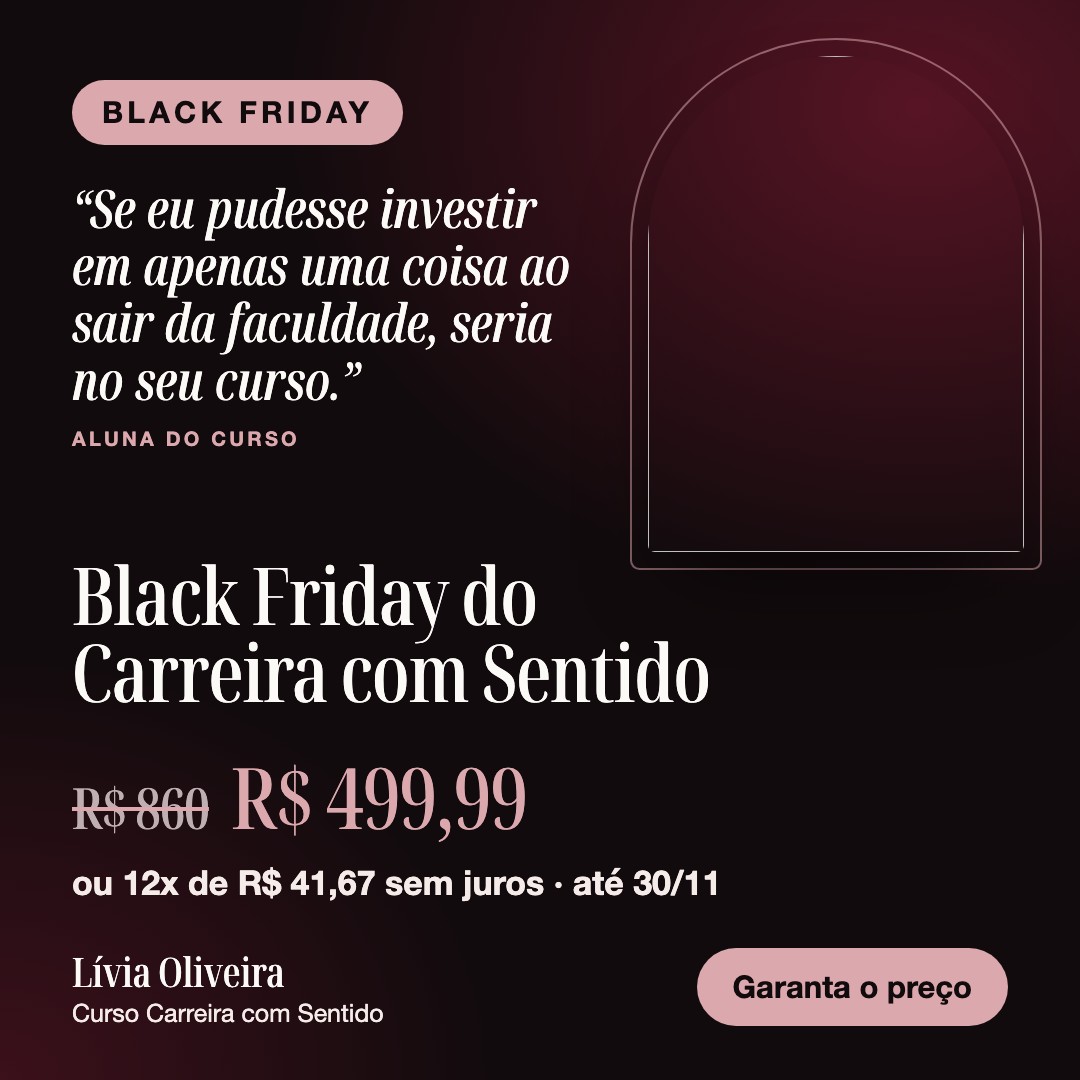 BLACK FRIDAY
“Se eu pudesse investir
em apenas uma coisa ao
sair da faculdade, seria
no seu curso.”
ALUNA DO CURSO
Black Friday do
Carreira com Sentido
R$ 860 R$ 499,99
ou 12x de R$ 41,67 sem juros · até 30/11
Lívia Oliveira
Curso Carreira com Sentido
Garanta o preço